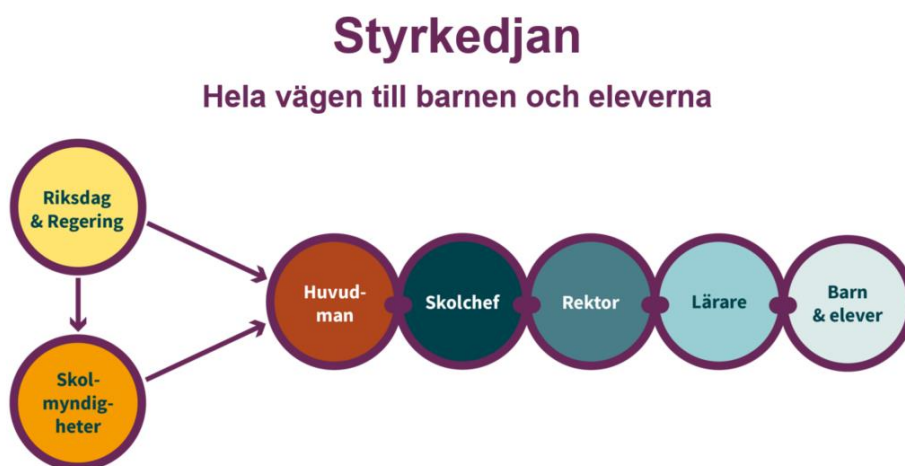 Styrkedjan
Hela vägen till barnen och eleverna
Riksdag
& Regering
Skol-
myndig-
heter
Huvud-
man
Skolchef
Rektor
Lärare
Barn
& elever